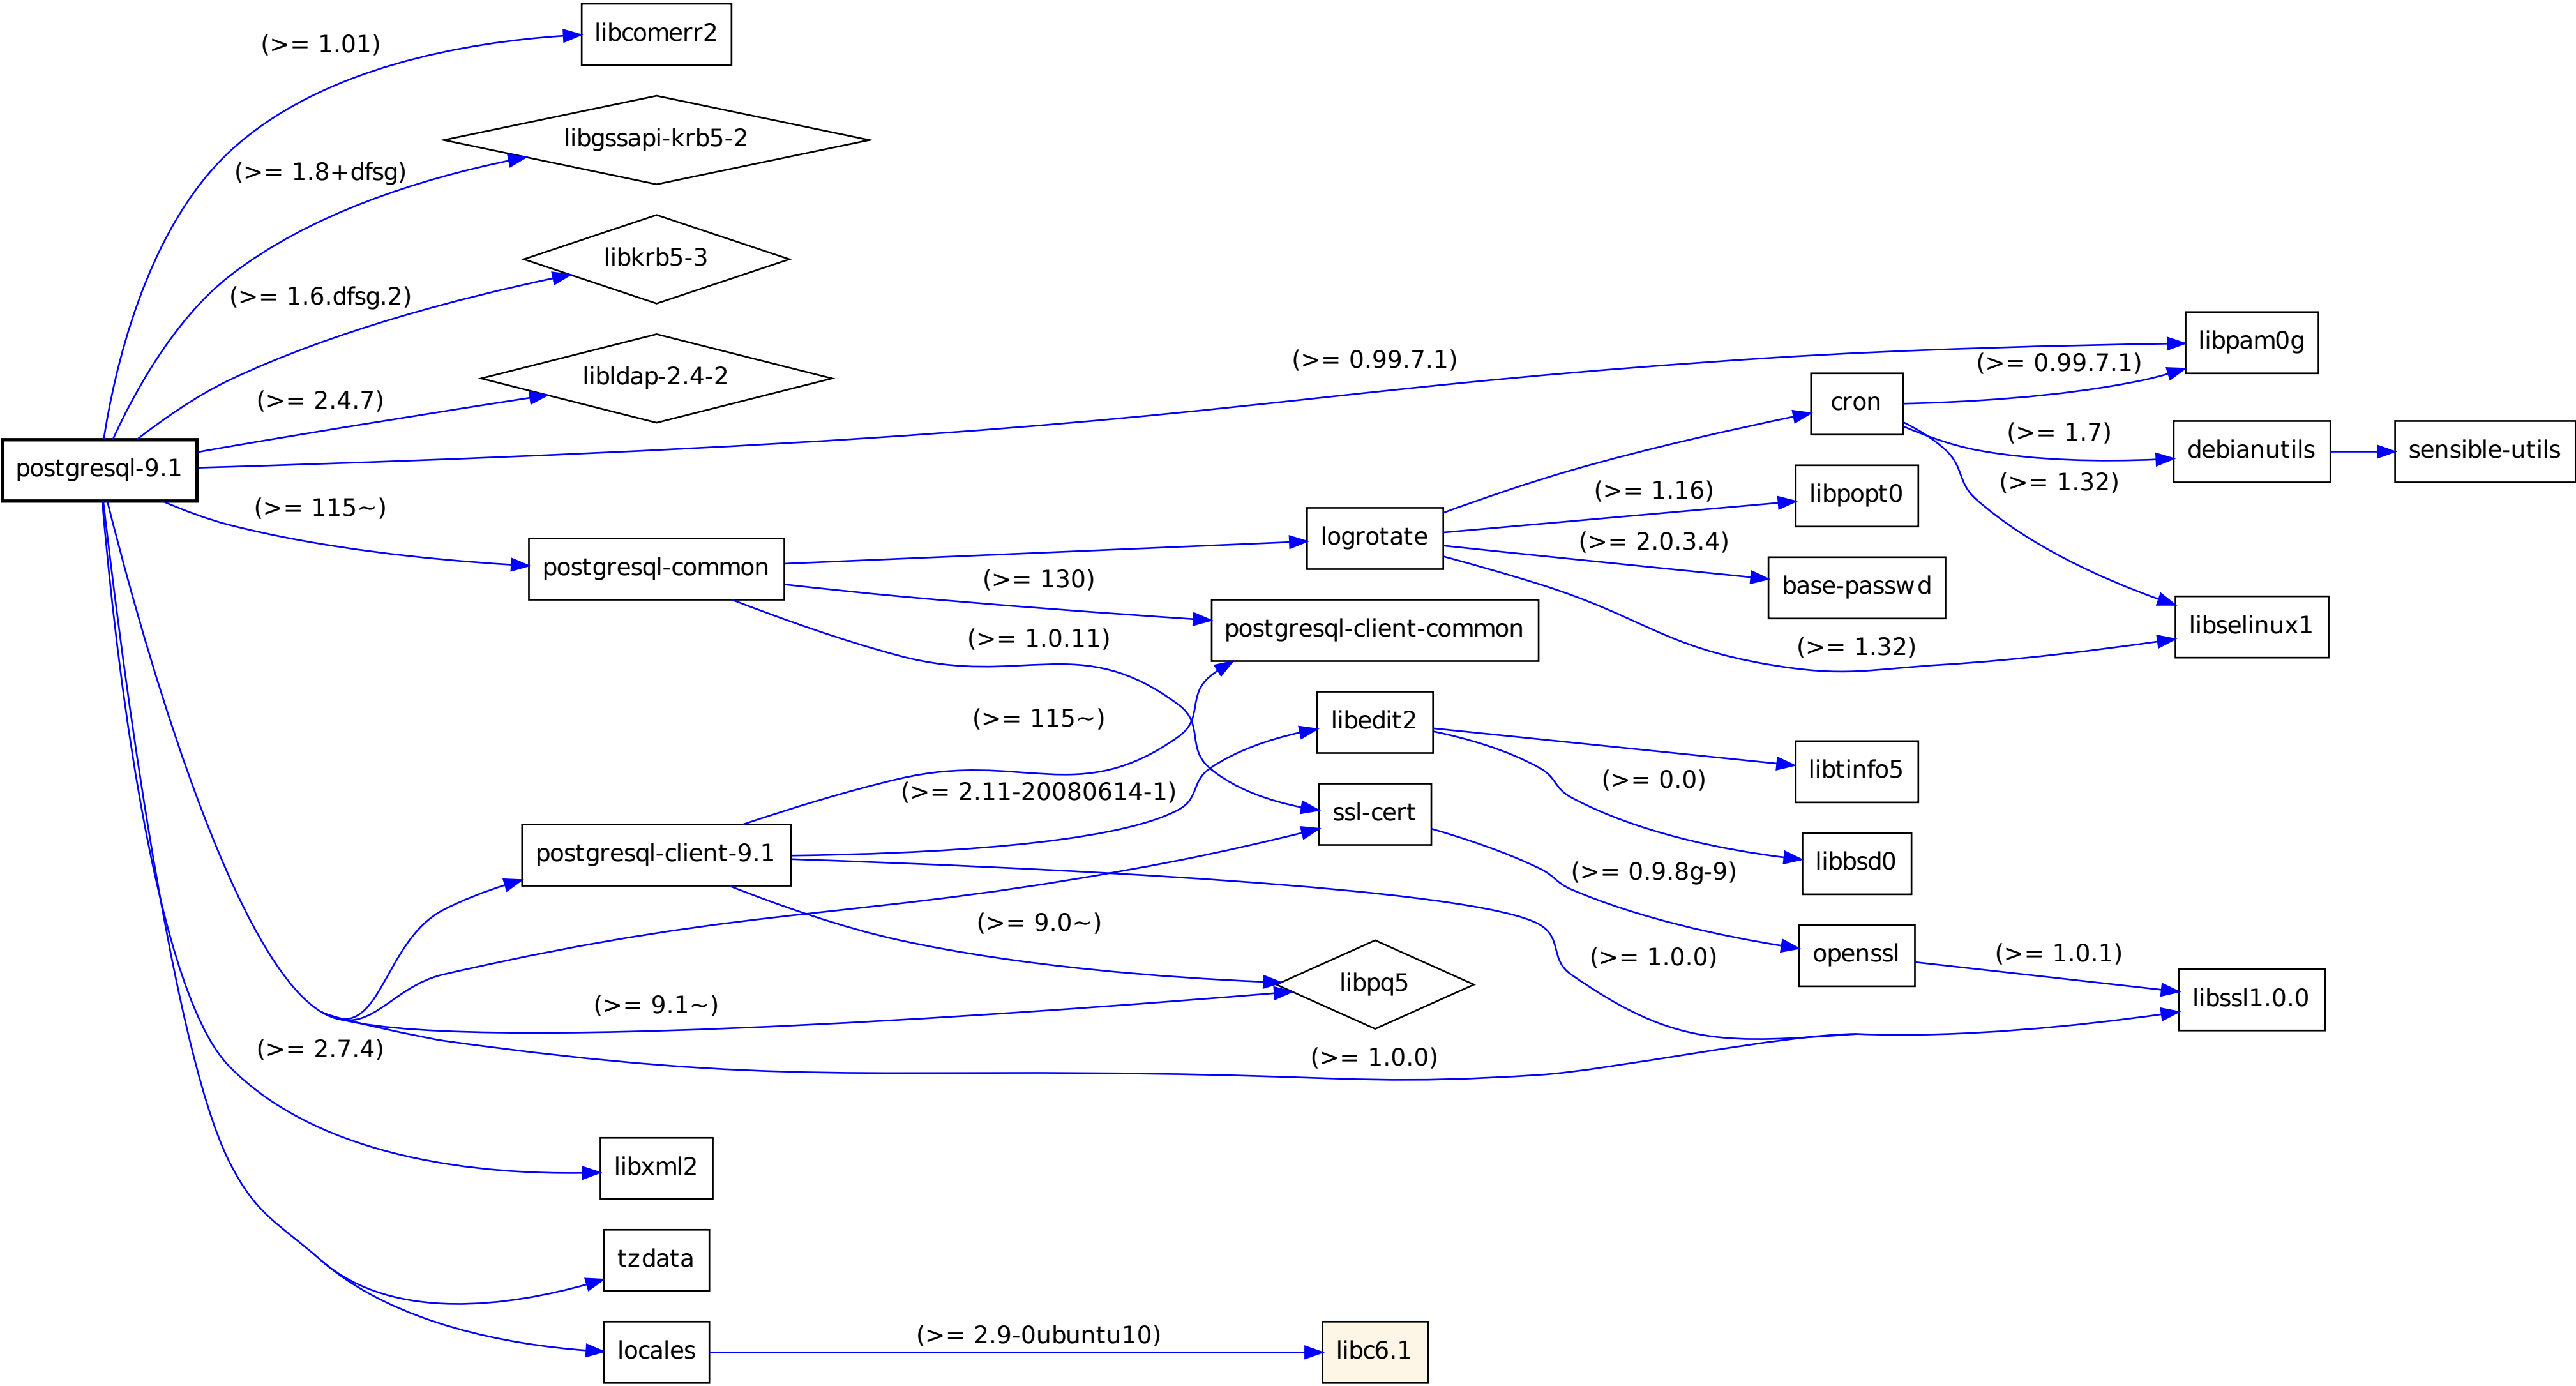 libcomerr2
(>= 1.01)
libgssapi-krb5-2
(>= 1.8+dfsg)
libkrb5-3
(>= 1.6.dfsg.2)
libpam0g
(>= 0.99.7.1)
(>= 0.99.7.1)
libldap-2.4-2
(>= 2.4.7)
cron
(>= 1.7)
debianutils
sensible-utils
postgresql-9.1
(>= 1.32)
(>= 1.16)
libpopt0
(>= 115~)
logrotate
(>= 2.0.3.4)
postgresql-common
(>= 130)
base-passwd
postgresql-client-common
libselinux1
(>= 1.0.11)
(>= 1.32)
(>= 115~)
libedit2
libtinfo5
(>= 0.0)
(>= 2.11-20080614-1)
ssl-cert
postgresql-client-9.1
libbsd0
(>= 0.9.8g-9)
(>= 9.0~)
openssl
(>= 1.0.1)
(>= 1.0.0)
libpq5
libssl1.0.0
(>= 9.1~)
(>= 2.7.4)
(>= 1.0.0)
libxml2
tzdata
(>= 2.9-0ubuntu10)
locales
libc6.1